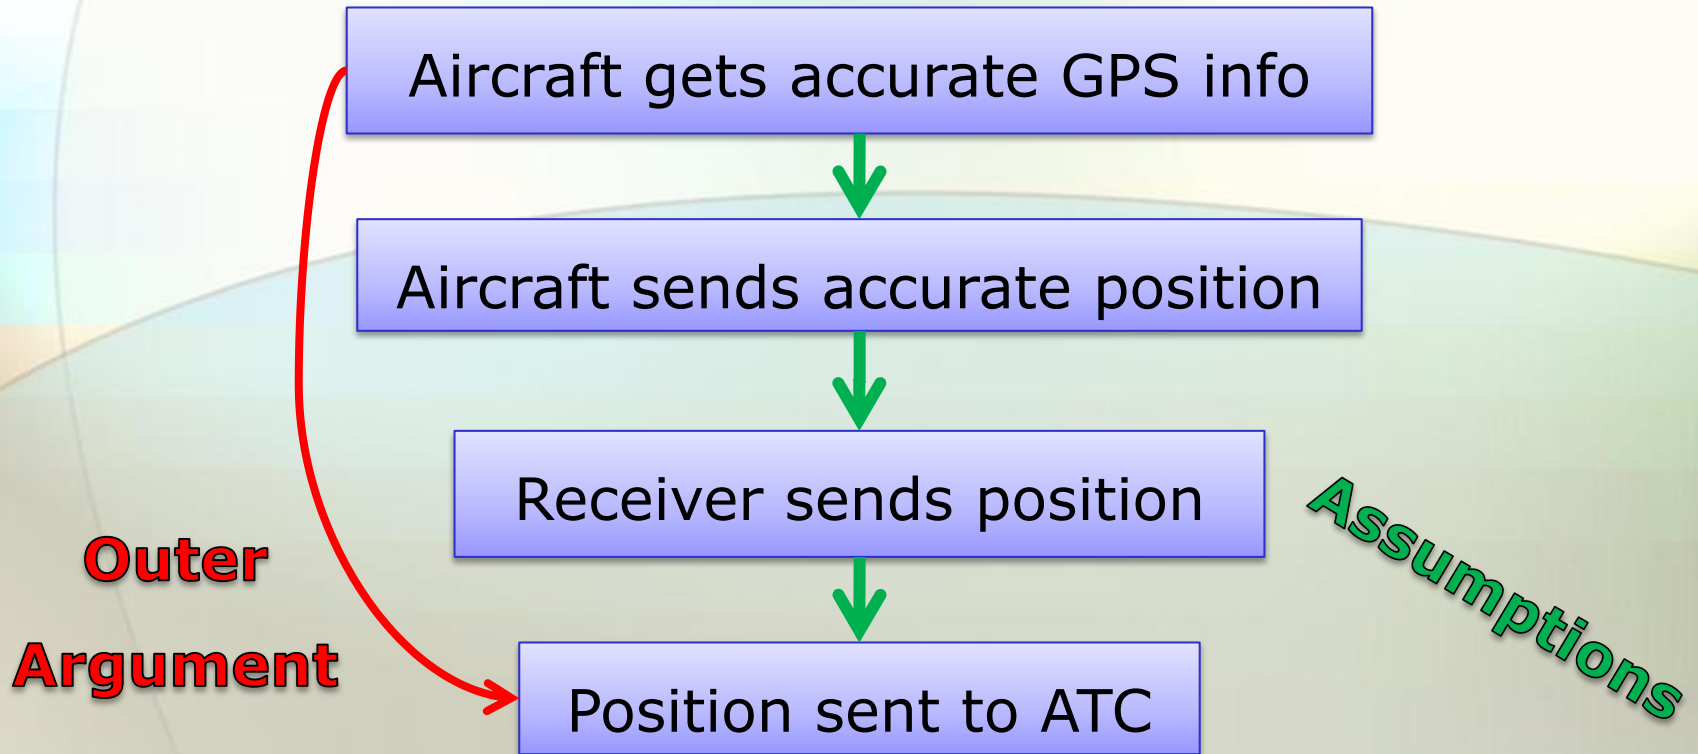 Aircraft gets accurate GPS info
Aircraft sends accurate position
Receiver sends position
Position sent to ATC
Outer
Argument
Assumptions